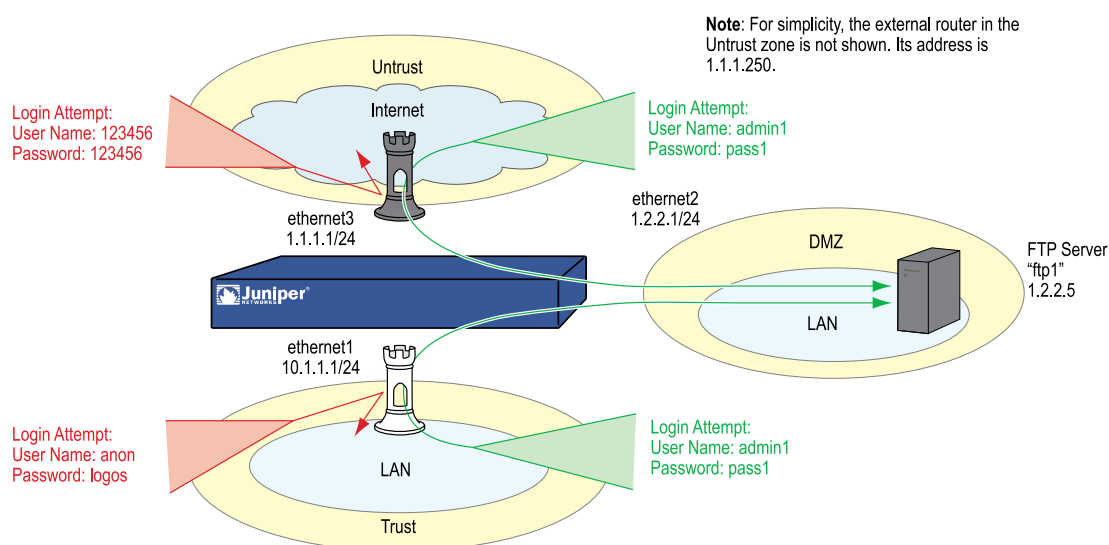 Note: For simplicity, the external router in the
Untrust zone is not shown. Its address is
1.1.1.250.
Untrust
Internet
Login Attempt:
User Name: 123456
Password: 123456
Login Attempt:
User Name: admin1
Password: pass1
ethernet3
1.1.1.1/24
ethernet2
1.2.2.1/24
DMZ
LAN
FTP Server
“ftp1”
1.2.2.5
Juniper®
NETWORKS
ethernet1
10.1.1.1/24
Login Attempt:
User Name: anon
Password: logos
LAN
Trust
Login Attempt:
User Name: admin1
Password: pass1